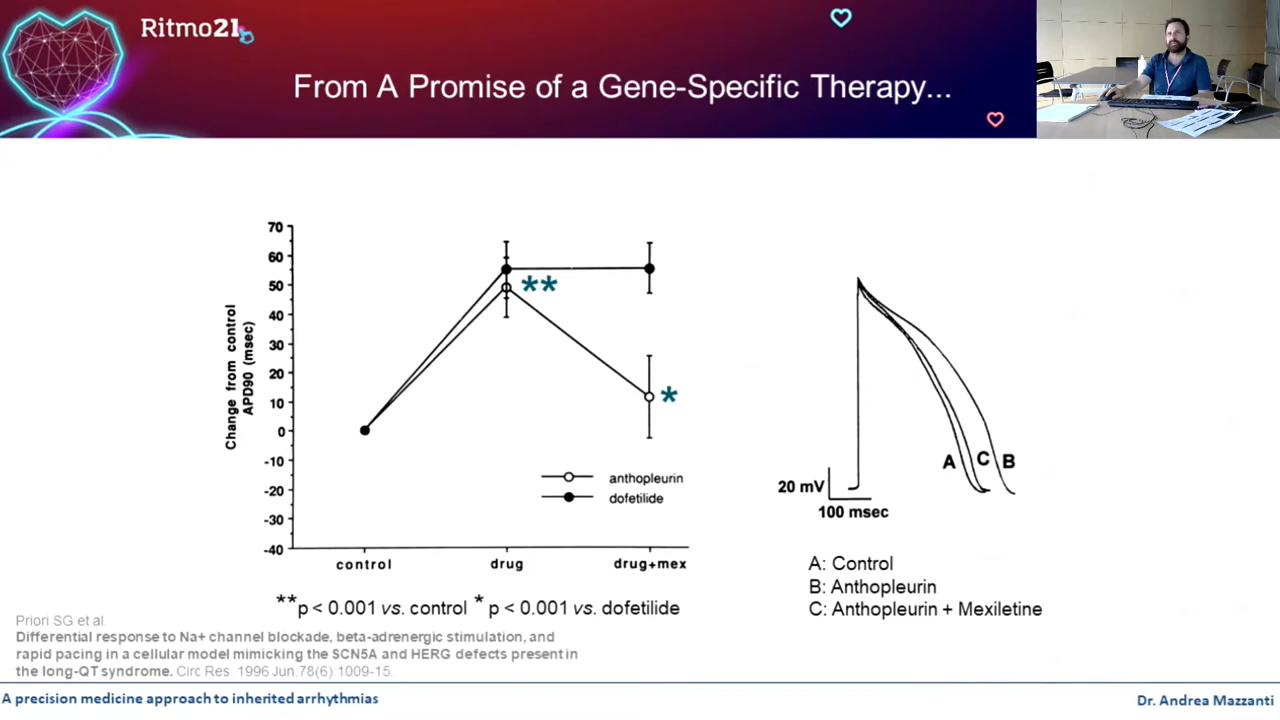 Ritmo21
From A Promise of a Gene-Specific Therapy...
70
60
50
40
30
20
10
0
-10
-20
-30
-40
Change from control
APD90 (msec)
**
*
anthopleurin
dofetilide
control
drug
drug+mex
**p < 0.001 vs. control * p < 0.001 vs. dofetilide
A
C
B
20 mV
100 msec
A: Control
B: Anthopleurin
C: Anthopleurin + Mexiletine
Priori SG et al.
Differential response to Na+ channel blockade, beta-adrenergic stimulation, and
rapid pacing in a cellular model mimicking the SCN5A and HERG defects present in
the long-QT syndrome. Circ Res. 1996 Jun;78(6):1009-15.
A precision medicine approach to inherited arrhythmias
Dr. Andrea Mazzanti